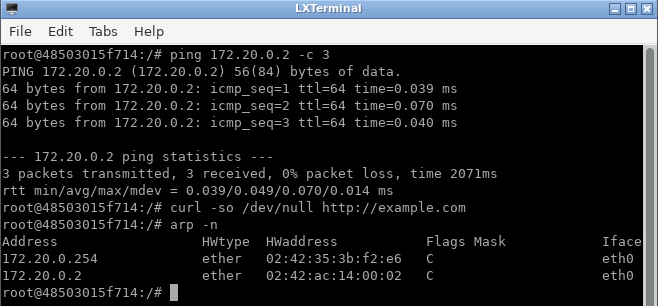 LXTerminal
File Edit Tabs Help
root@48503015f714:/# ping 172.20.0.2 -c 3
PING 172.20.0.2 (172.20.0.2) 56(84) bytes of data.
64 bytes from 172.20.0.2: icmp_seq=1 ttl=64 time=0.039 ms
64 bytes from 172.20.0.2: icmp_seq=2 ttl=64 time=0.070 ms
64 bytes from 172.20.0.2: icmp_seq=3 ttl=64 time=0.040 ms
--- 172.20.0.2 ping statistics ---
3 packets transmitted, 3 received, 0% packet loss, time 2071ms
rtt min/avg/max/mdev = 0.039/0.049/0.070/0.014 ms
root@48503015f714:/# curl -so /dev/null http://example.com
root@48503015f714:/# arp -n
Address HWtype HWaddress Flags Mask Iface
172.20.0.254 ether 02:42:35:3b:f2:e6 C eth0
172.20.0.2 ether 02:42:ac:14:00:02 C eth0
root@48503015f714:/#